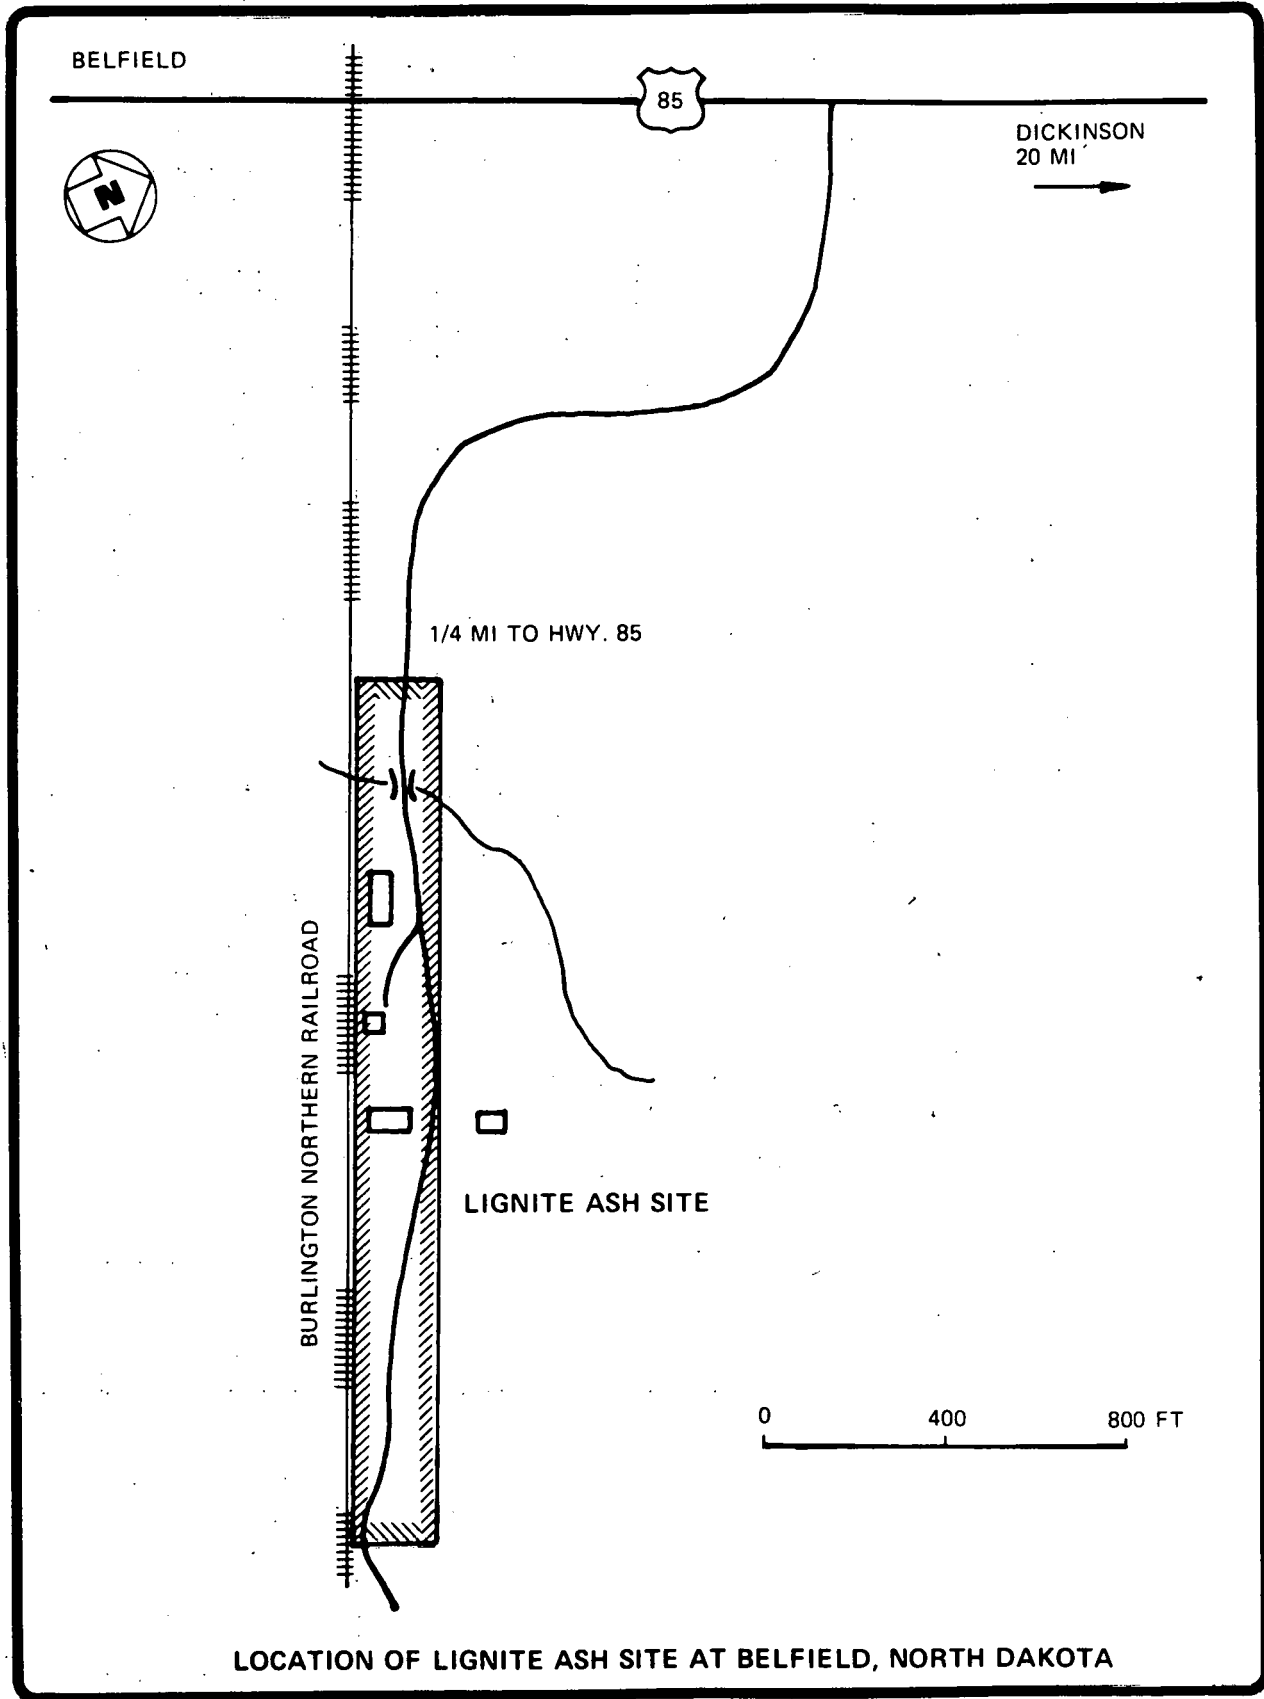 BELFIELD
85
DICKINSON
20 MI
N
1/4 MI TO HWY. 85
BURLINGTON NORTHERN RAILROAD
LIGNITE ASH SITE
0 400 800 FT
LOCATION OF LIGNITE ASH SITE AT BELFIELD, NORTH DAKOTA